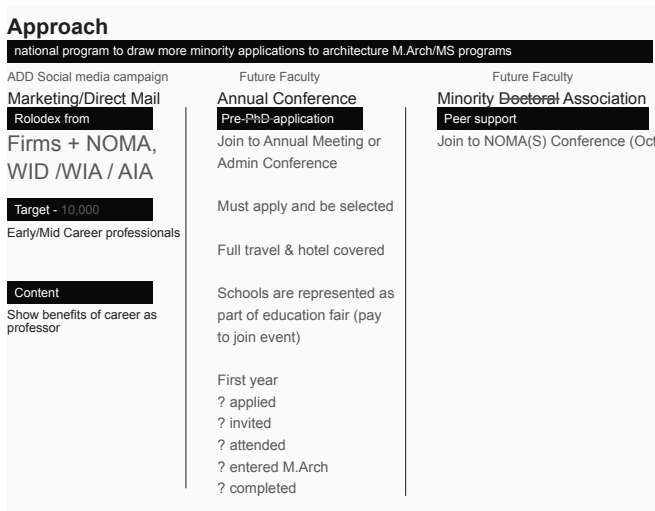 Approach
national program to draw more minority applications to architecture M.Arch/MS programs
ADD Social media campaign
Marketing/Direct Mail
Rolodex from
Firms + NOMA,
WID /WIA / AIA
Target - 10,000
Early/Mid Career professionals
Content
Show benefits of career as
professor
Future Faculty
Annual Conference
Pre-PhD application
Join to Annual Meeting or
Admin Conference
Must apply and be selected
Full travel & hotel covered
Schools are represented as
part of education fair (pay
to join event)
First year
? applied
? invited
? attended
? entered M.Arch
? completed
Future Faculty
Minority Doctoral Association
Peer support
Join to NOMA(S) Conference (Oct